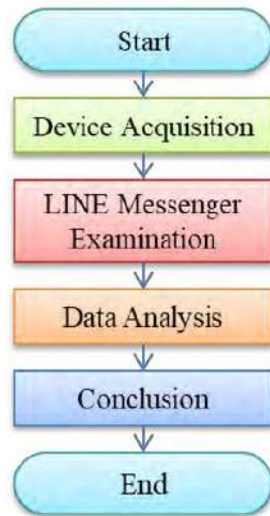 Start
Device Acquisition
LINE Messenger
Examination
Data Analysis
Conclusion
End